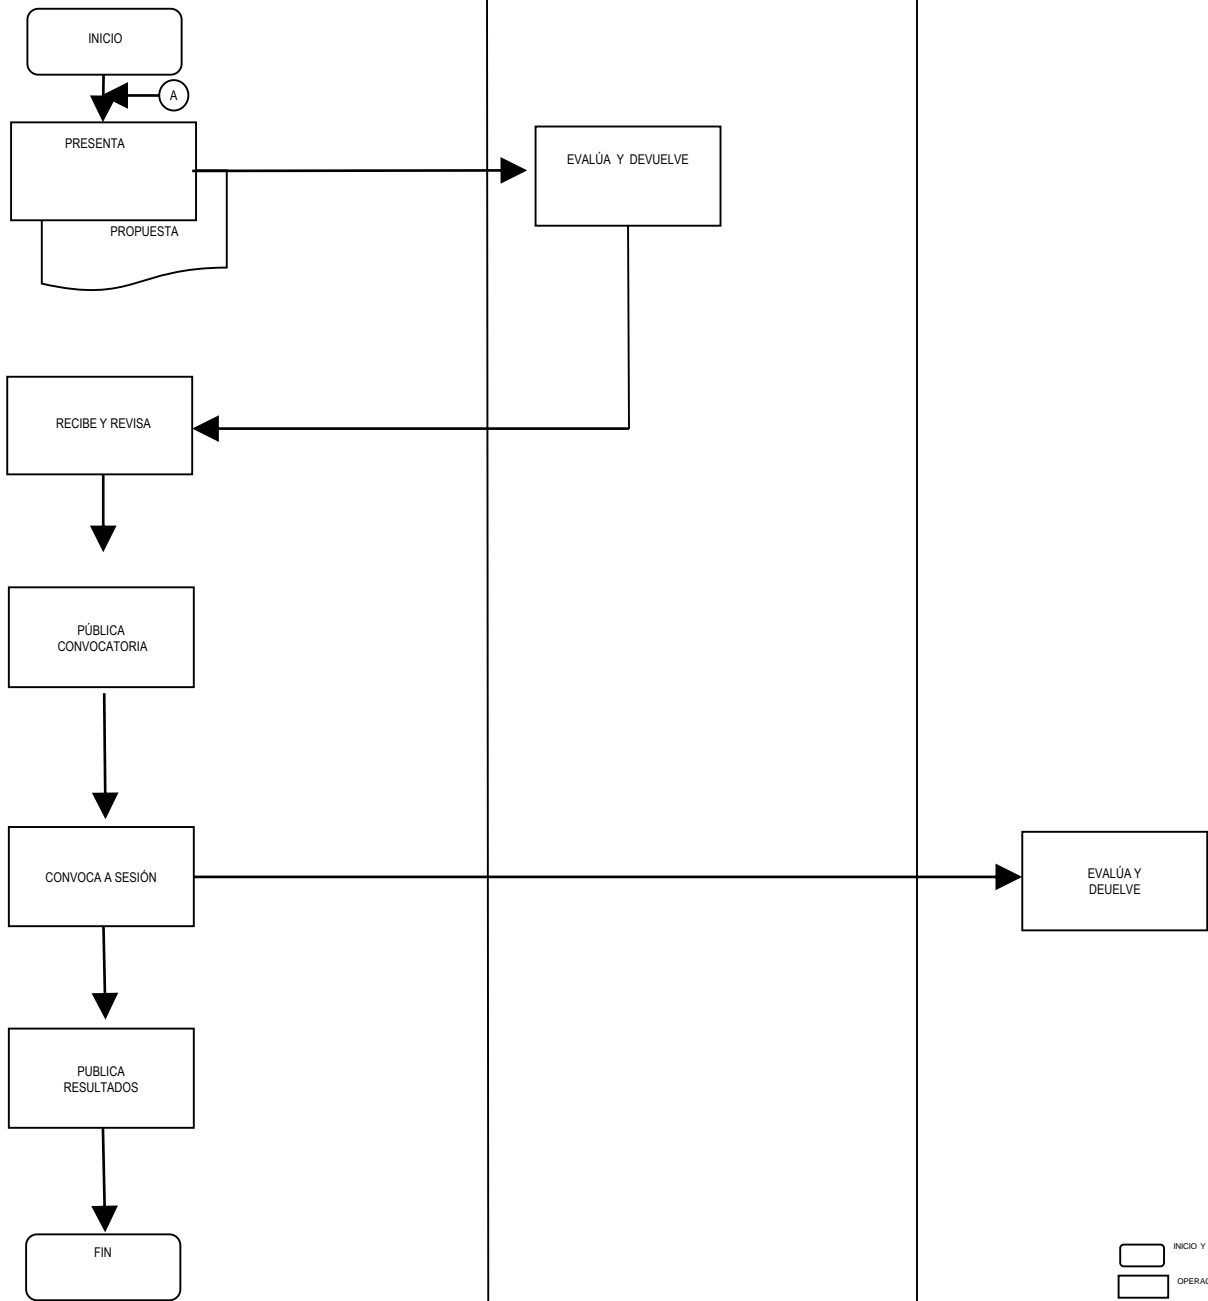 INICIO
A
PRESENTA
EVALÚA Y DEVUELVE
PROPUESTA
RECIBE Y REVISA
PÚBLICA
CONVOCATORIA
CONVOCA A SESIÓN
EVALÚA Y
DEUELVE
PUBLICA
RESULTADOS
FIN
INICIO Y